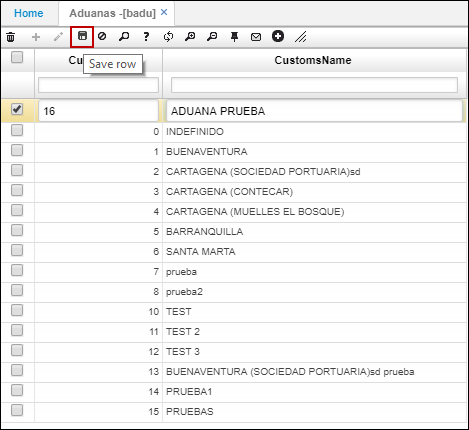 Home Aduanas -[badu] ×
?
Save row
Cu CustomsName
16 ADUANA PRUEBA
0 INDEFINIDO
1 BUENAVENTURA
2 CARTAGENA (SOCIEDAD PORTUARIA)sd
3 CARTAGENA (CONTECAR)
4 CARTAGENA (MUELLES EL BOSQUE)
5 BARRANQUILLA
6 SANTA MARTA
7 prueba
8 prueba2
10 TEST
11 TEST 2
12 TEST 3
13 BUENAVENTURA (SOCIEDAD PORTUARIA)sd prueba
14 PRUEBA1
15 PRUEBAS